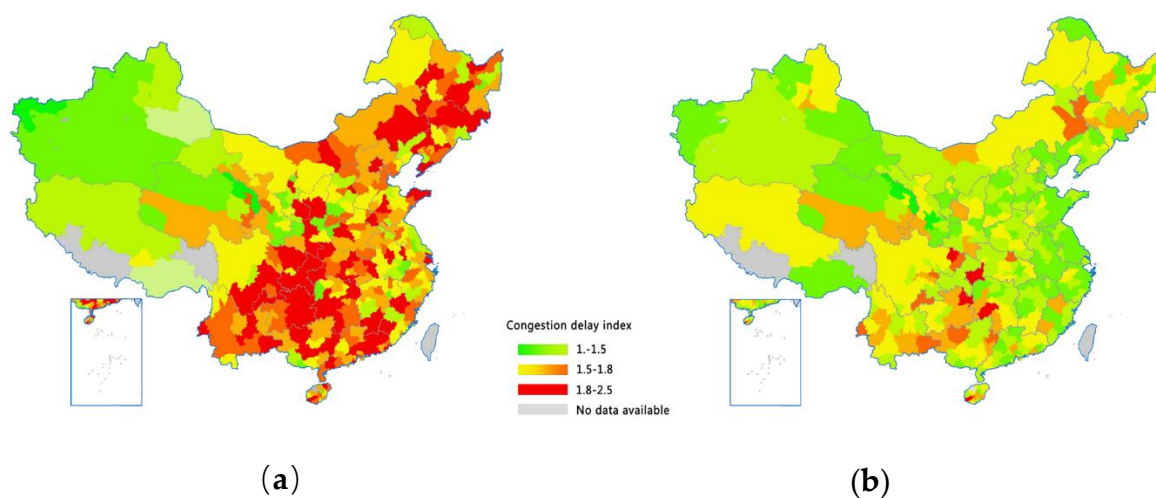 Congestion delay index
1.-1.5
1.5-1.8
1.8-2.5
No data available
(a)
(b)